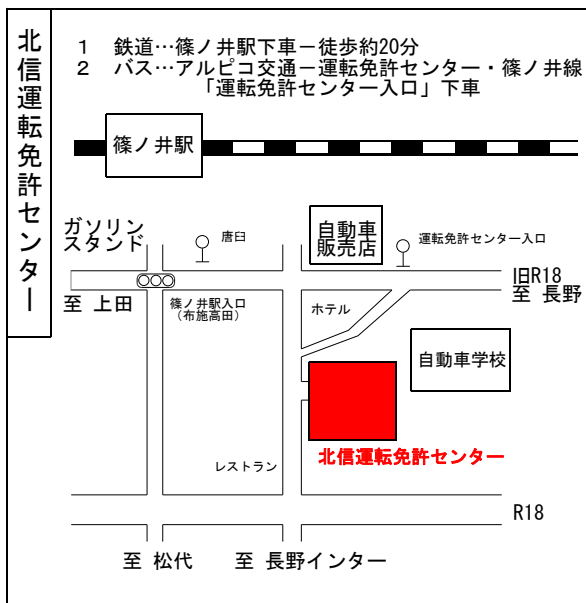 北信運転免許センター
1　鉄道…篠ノ井駅下車－徒歩約20分
2　バス…アルピコ交通－運転免許センター・篠ノ井線
「運転免許センター入口」下車
篠ノ井駅
ガソリン
スタンド
唐臼
自動車
販売店
運転免許センター入口
旧R18
至 長野
至 上田
篠ノ井駅入口
（布施高田）
ホテル
自動車学校
北信運転免許センター
レストラン
R18
至 松代
至 長野インター